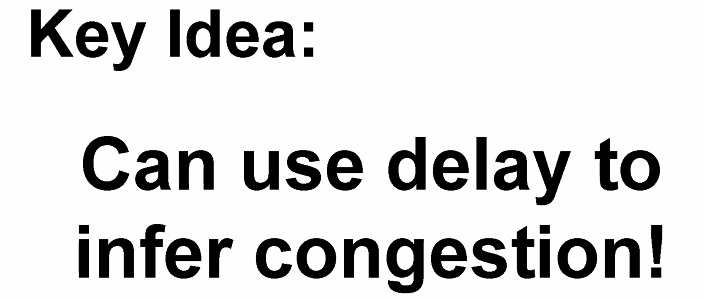 Key Idea:
Can use delay to
infer congestion!